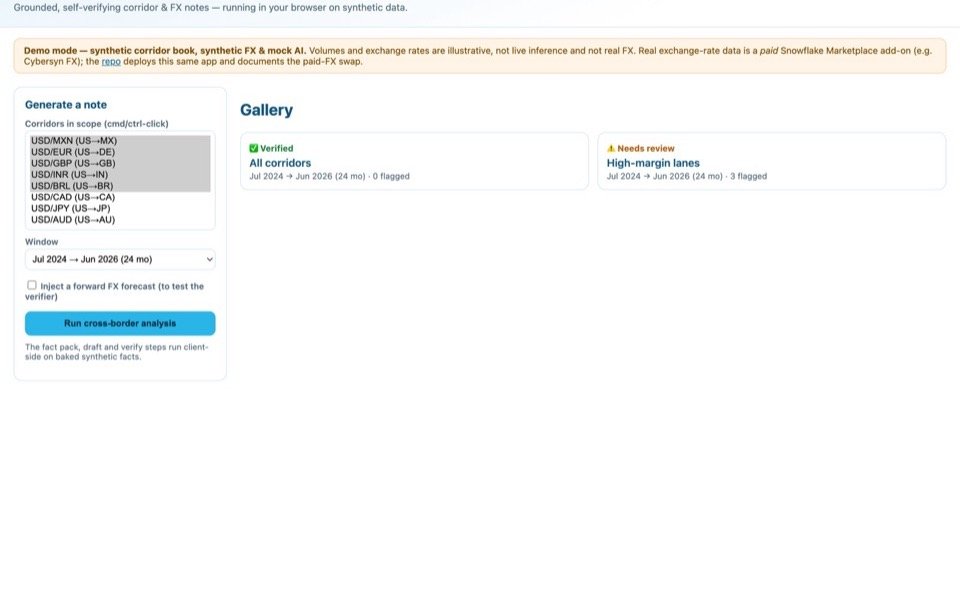 Grounded, self-verifying corridor & FX notes — running in your browser on synthetic data.
Demo mode — synthetic corridor book, synthetic FX & mock AI. Volumes and exchange rates are illustrative, not live inference and not real FX. Real exchange-rate data is a paid Snowflake Marketplace add-on (e.g.
Cybersyn FX); the repo deploys this same app and documents the paid-FX swap.
Generate a note
Corridors in scope (cmd/ctrl-click)
USD/MXN (US→MX)
USD/EUR (US→DE)
USD/GBP (US→GB)
USD/INR (US→IN)
USD/BRL (US→BR)
USD/CAD (US→CA)
USD/JPY (US→JP)
USD/AUD (US→AU)
Window
Jul 2024 → Jun 2026 (24 mo)
Inject a forward FX forecast (to test the
verifier)
Run cross-border analysis
The fact pack, draft and verify steps run client-
side on baked synthetic facts.
Gallery
✅ Verified
All corridors
Jul 2024 → Jun 2026 (24 mo) · 0 flagged
⚠️ Needs review
High-margin lanes
Jul 2024 → Jun 2026 (24 mo) · 3 flagged